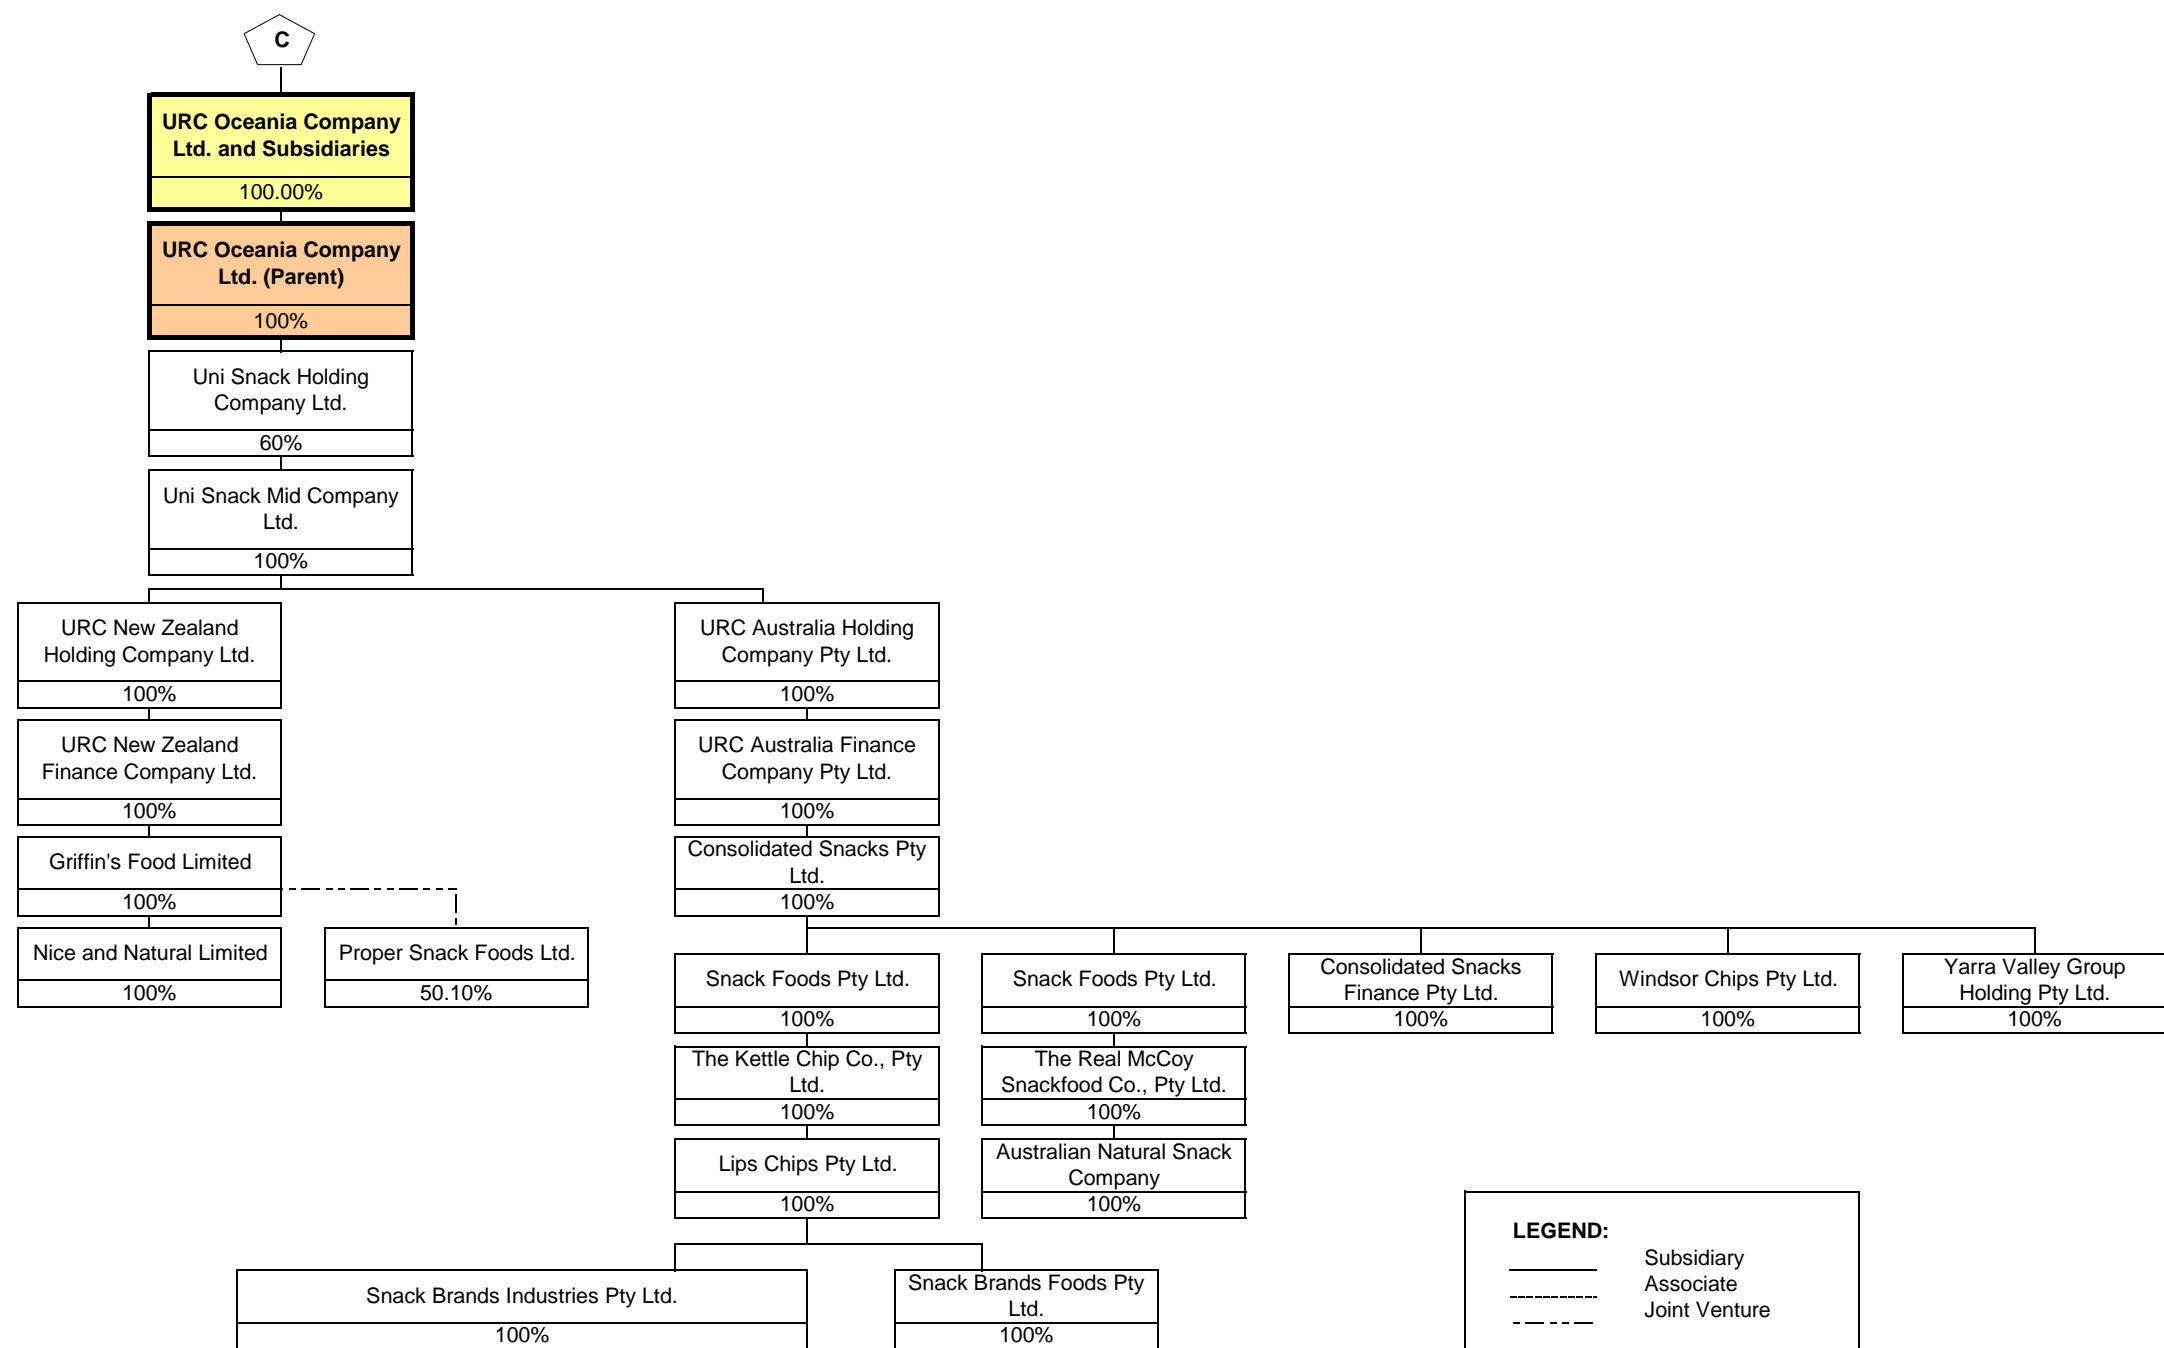 C
URC Oceania Company
Ltd. and Subsidiaries
100.00%
URC Oceania Company
Ltd. (Parent)
100%
Uni Snack Holding
Company Ltd.
60%
Uni Snack Mid Company
Ltd.
100%
URC New Zealand
Holding Company Ltd.
100%
URC Australia Holding
Company Pty Ltd.
100%
URC New Zealand
Finance Company Ltd.
100%
URC Australia Finance
Company Pty Ltd.
100%
Griffin's Food Limited
100%
Consolidated Snacks Pty
Ltd.
100%
Nice and Natural Limited
100%
Proper Snack Foods Ltd.
50.10%
Snack Foods Pty Ltd.
100%
Snack Foods Pty Ltd.
100%
Consolidated Snacks
Finance Pty Ltd.
100%
Windsor Chips Pty Ltd.
100%
Yarra Valley Group
Holding Pty Ltd.
100%
The Kettle Chip Co., Pty
Ltd.
100%
The Real McCoy
Snackfood Co., Pty Ltd.
100%
Lips Chips Pty Ltd.
100%
Australian Natural Snack
Company
100%
Snack Brands Industries Pty Ltd.
100%
Snack Brands Foods Pty
Ltd.
100%
LEGEND:
Subsidiary
Associate
Joint Venture